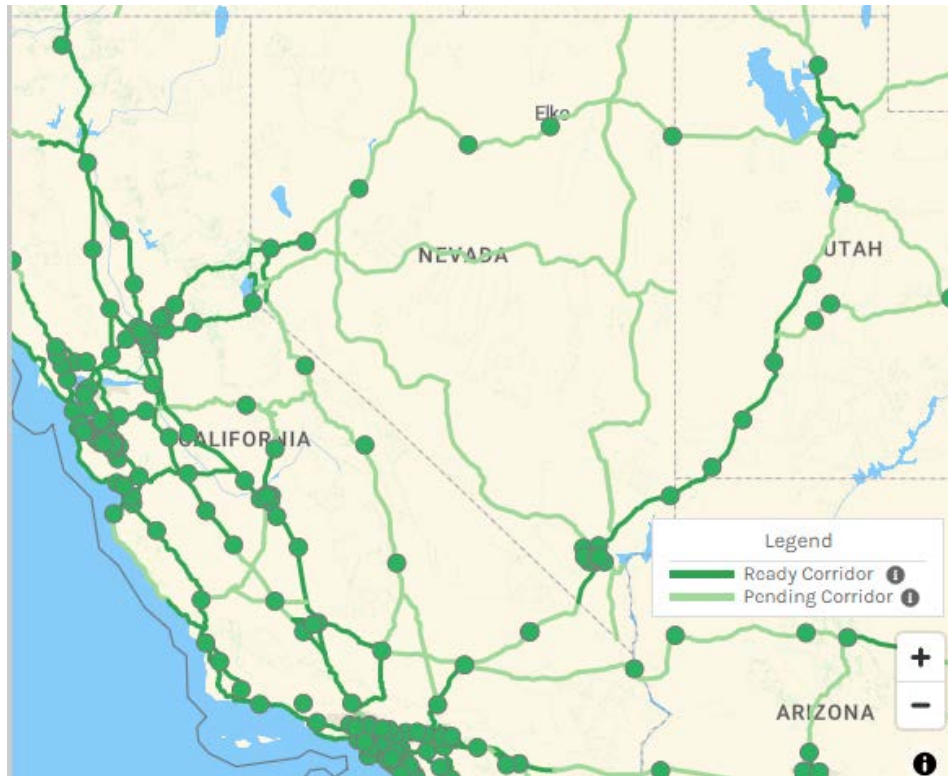 Elko
NEVADA
UTAH
CALIFORNIA
Legend
Ready Corridor i
Pending Corridor i
+
ARIZONA
−
i